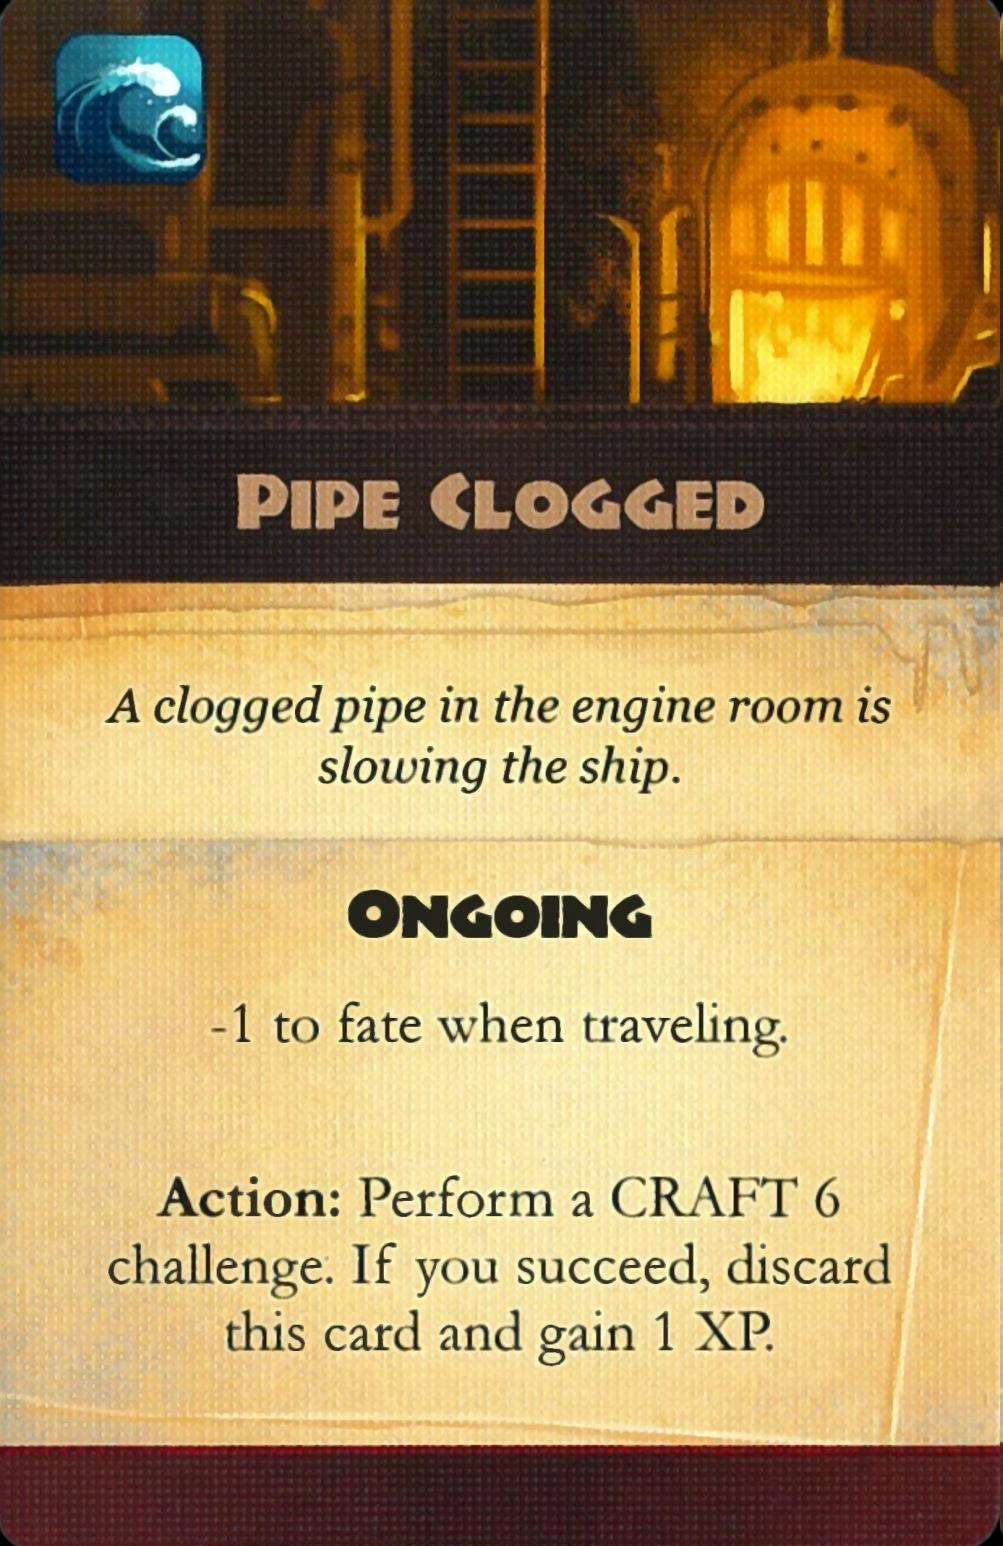 PIPE CLOGGED
A clogged pipe in the engine room is
slowing the ship.
ONGOING
-1 to fate when traveling.
Action: Perform a CRAFT 6
challenge. If you succeed, discard
this card and gain 1 XP.